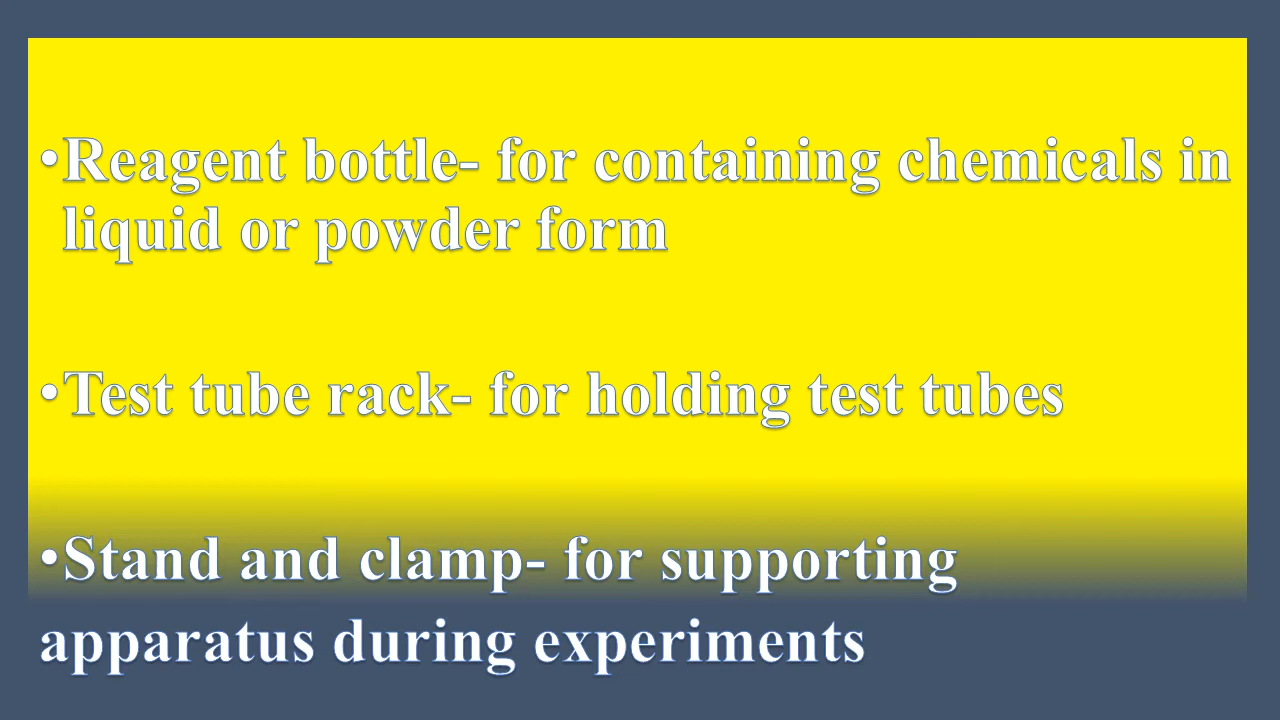 •Reagent bottle- for containing chemicals in
liquid or powder form
•Test tube rack- for holding test tubes
•Stand and clamp- for supporting
apparatus during experiments